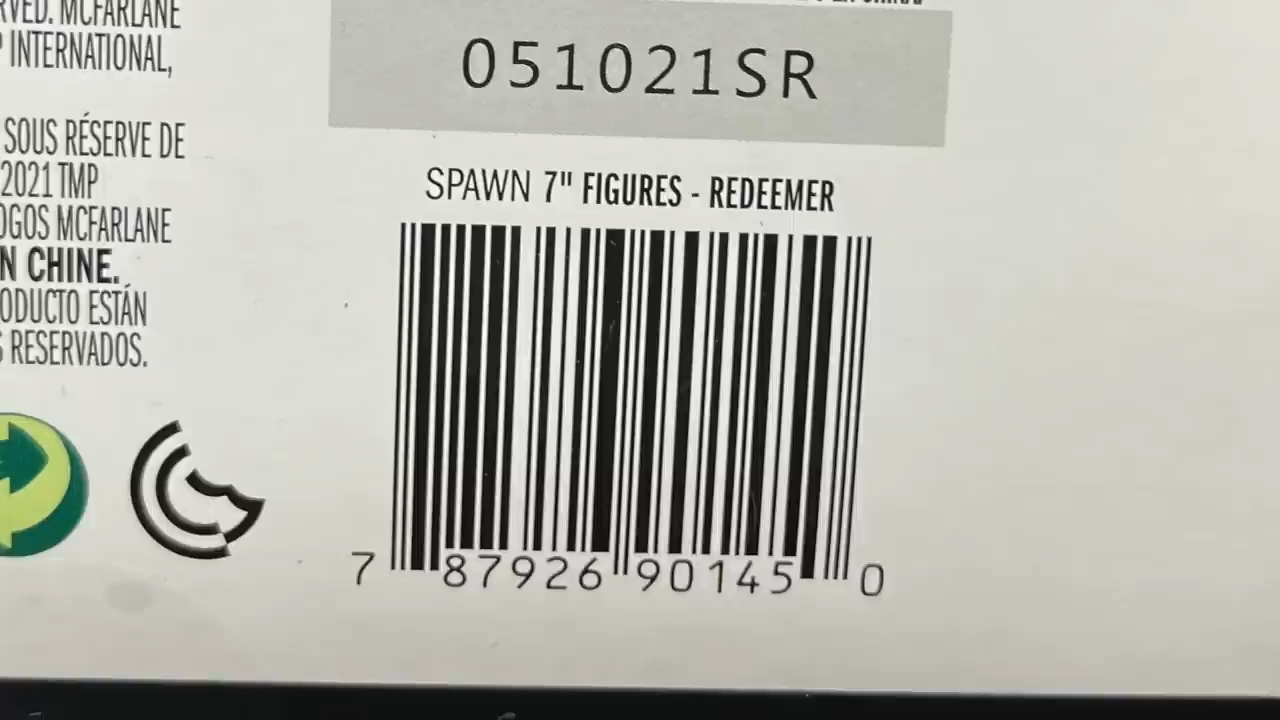 RVED. MCFARLANE
P INTERNATIONAL,
SOUS RÉSERVE DE
2021 TMP
OGOS MCFARLANE
N CHINE.
ODUCTO ESTÁN
S RESERVADOS.
051021SR
SPAWN 7" FIGURES - REDEEMER
7 87926 90145 0